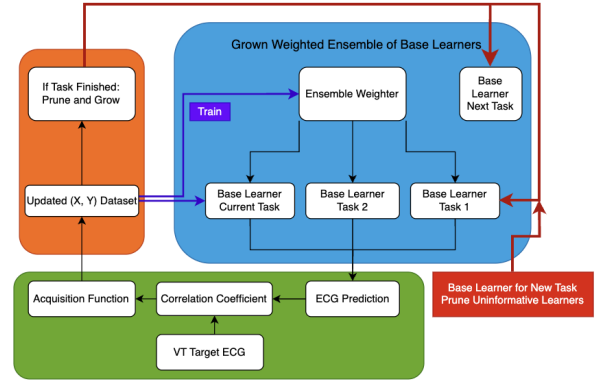 Grown Weighted Ensemble of Base Learners
If Task Finished:
Prune and Grow
Ensemble Weighter
Base
Learner
Next Task
Train
Updated (X, Y) Dataset
Base Learner
Current Task
Base Learner
Task 2
Base Learner
Task 1
Acquisition Function
Correlation Coefficient
ECG Prediction
Base Learner for New Task
Prune Uninformative Learners
VT Target ECG